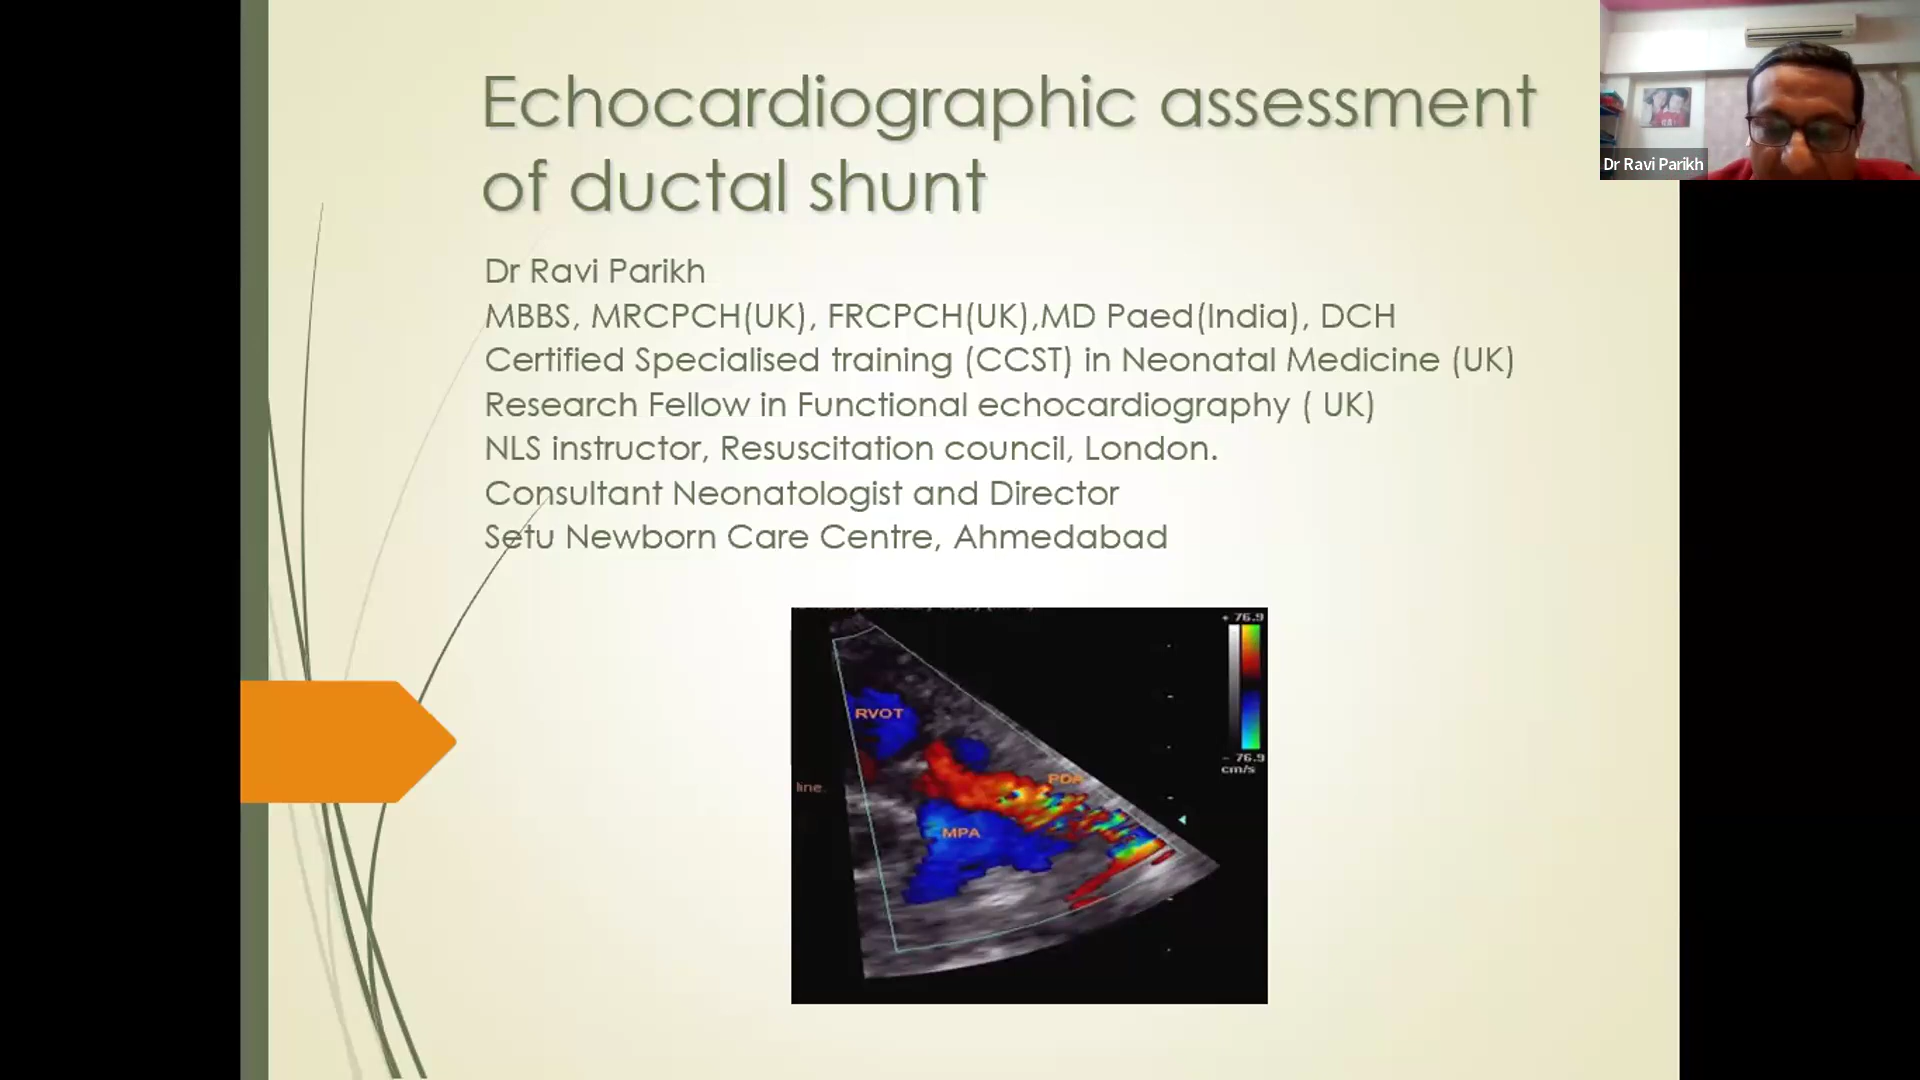 Echocardiographic assessment
of ductal shunt
Dr Ravi Parikh
Dr Ravi Parikh
MBBS, MRCPCH(UK), FRCPCH(UK),MD Paed(India), DCH
Certified Specialised training (CCST) in Neonatal Medicine (UK)
Research Fellow in Functional echocardiography ( UK)
NLS instructor, Resuscitation council, London.
Consultant Neonatologist and Director
Setu Newborn Care Centre, Ahmedabad
+ 76.9
RVOT
- 76.9
cm/s
PDA
line.
MPA